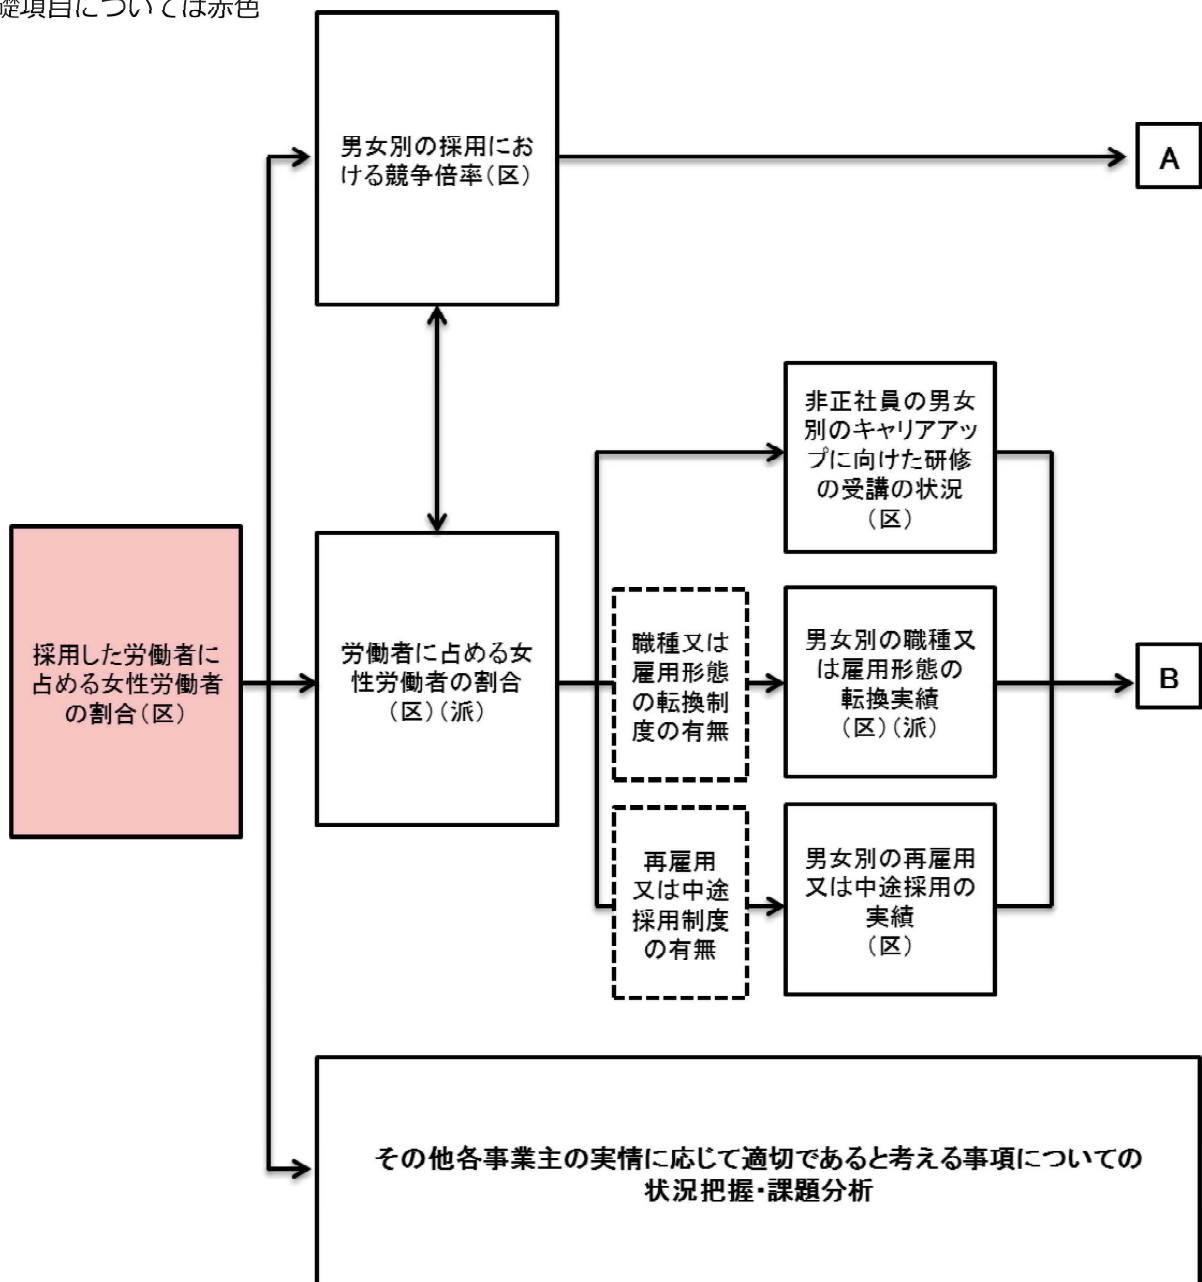 礎項目については赤色
男女別の採用にお
ける競争倍率(区)
A
非正社員の男女
別のキャリアアッ
プに向けた研修
の受講の状況
(区)
採用した労働者に
占める女性労働者
の割合(区)
労働者に占める女
性労働者の割合
(区)(派)
職種又は
雇用形態
の転換制
度の有無
男女別の職種又
は雇用形態の
転換実績
(区)(派)
B
再雇用
又は中途
採用制度
の有無
男女別の再雇用
又は中途採用の
実績
(区)
その他各事業主の実情に応じて適切であると考える事項についての
状況把握・課題分析